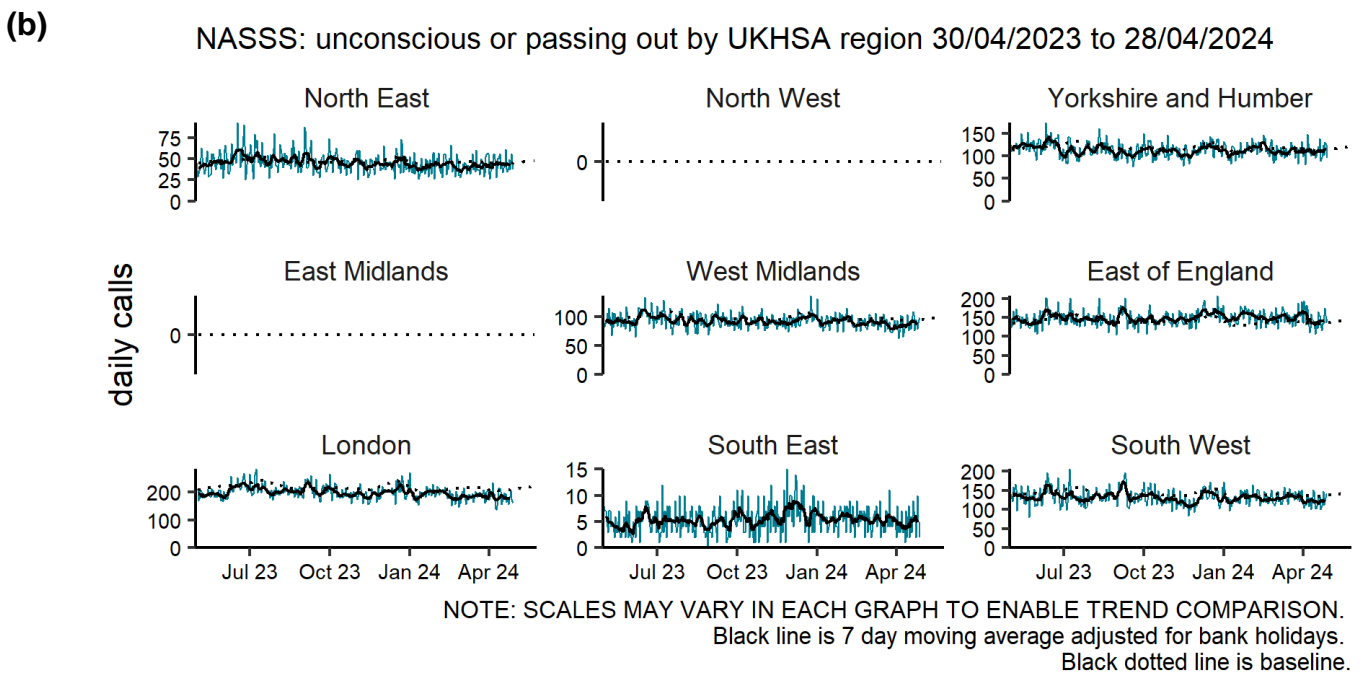 (b)
NASSS: unconscious or passing out by UKHSA region 30/04/2023 to 28/04/2024
daily calls
North East
75
50
25
0
North West
0
Yorkshire and Humber
150
100
50
0
East Midlands
0
West Midlands
100
50
0
East of England
200
150
100
50
0
London
200
100
0
Jul 23 Oct 23 Jan 24 Apr 24
South East
15
10
5
0
Jul 23 Oct 23 Jan 24 Apr 24
South West
200
150
100
50
0
Jul 23 Oct 23 Jan 24 Apr 24
NOTE: SCALES MAY VARY IN EACH GRAPH TO ENABLE TREND COMPARISON.
Black line is 7 day moving average adjusted for bank holidays.
Black dotted line is baseline.